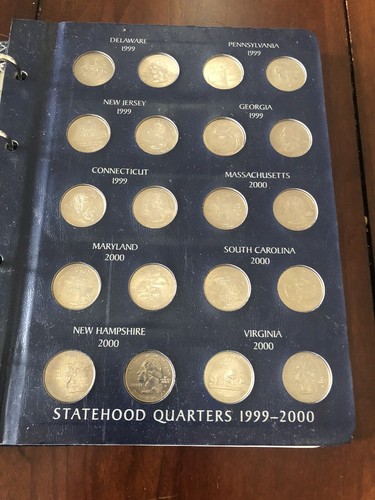 DELAWARE
1999
PENNSYLVANIA
1999
NEW JERSEY
1999
GEORGIA
1999
CONNECTICUT
1999
MASSACHUSETTS
2000
MARYLAND
2000
SOUTH CAROLINA
2000
NEW HAMPSHIRE
2000
VIRGINIA
2000
STATEHOOD QUARTERS 1999–2000